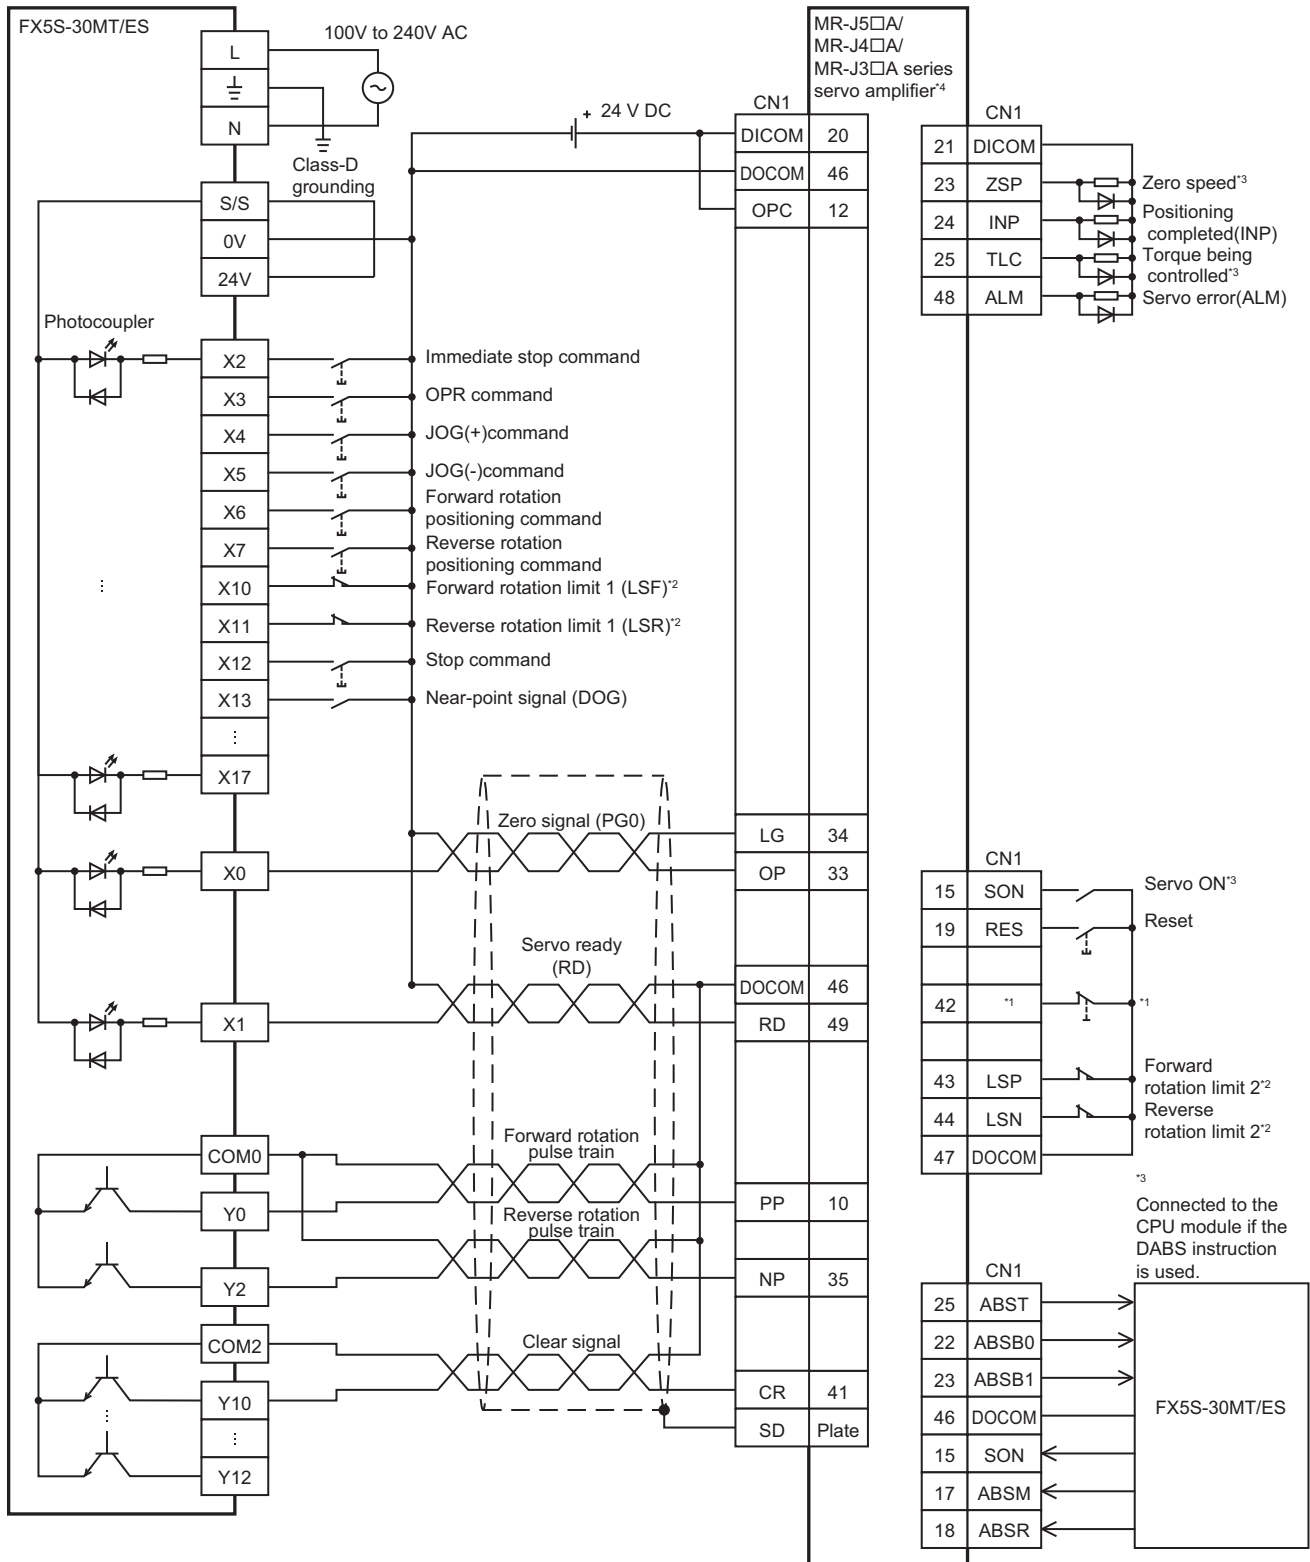 FX5S-30MT/ES
L
N
100V to 240V AC
Class-D
grounding
S/S
0V
24V
24 V DC
+
Photocoupler
X2
Immediate stop command
X3
OPR command
X4
JOG(+)command
X5
JOG(-)command
X6
Forward rotation
positioning command
X7
Reverse rotation
positioning command
X10
Forward rotation limit 1 (LSF)*2
X11
Reverse rotation limit 1 (LSR)*2
X12
Stop command
X13
Near-point signal (DOG)
⋮
X17
X0
Zero signal (PG0)
X1
Servo ready
(RD)
COM0
Forward rotation
pulse train
Y0
Reverse rotation
pulse train
Y2
COM2
Clear signal
Y10
⋮
Y12
MR-J5□A/
MR-J4□A/
MR-J3□A series
servo amplifier*4
CN1
DICOM 20
DOCOM 46
OPC 12
LG 34
OP 33
DOCOM 46
RD 49
PP 10
NP 35
CR 41
SD Plate
CN1
21 DICOM
23 ZSP Zero speed*3
24 INP Positioning
completed(INP)
25 TLC Torque being
controlled*3
48 ALM Servo error(ALM)
CN1
15 SON Servo ON*3
19 RES Reset
42 *1 *1
43 LSP Forward
rotation limit 2*2
44 LSN Reverse
rotation limit 2*2
47 DOCOM
*3
Connected to the
CPU module if the
DABS instruction
is used.
CN1
25 ABST
22 ABSB0
23 ABSB1
46 DOCOM
15 SON
17 ABSM
18 ABSR
FX5S-30MT/ES